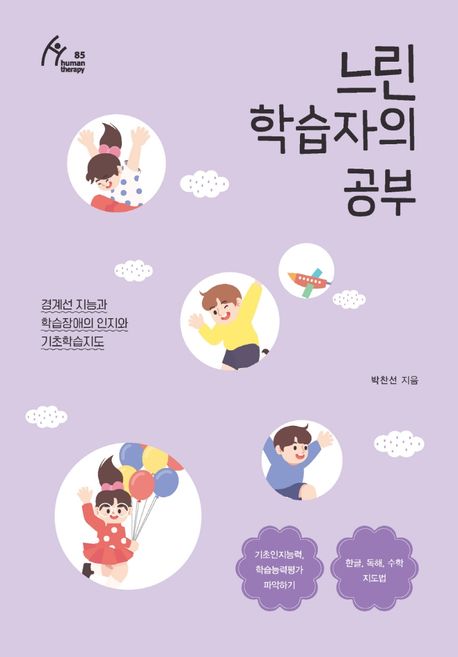 85
human
therapy
느린
학습자의
공부
경계선 지능과
학습장애의 인지와
기초학습지도
박찬선 지음
기초인지능력,
학습능력평가
파악하기
한글, 독해, 수학
지도법